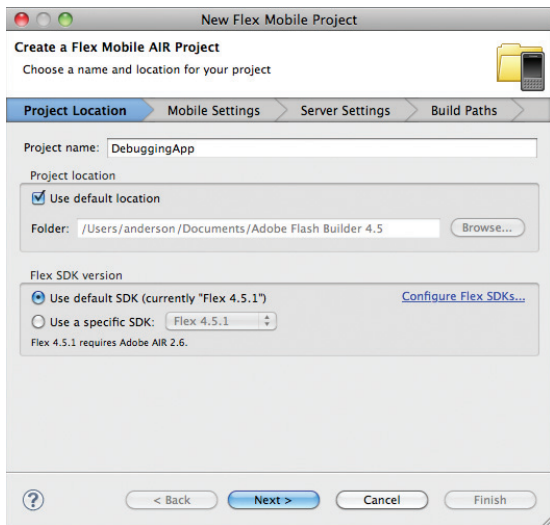 New Flex Mobile Project
Create a Flex Mobile AIR Project
Choose a name and location for your project
Project Location Mobile Settings Server Settings Build Paths
Project name: DebuggingApp
Project location
Use default location
Folder: /Users/anderson/Documents/Adobe Flash Builder 4.5 Browse...
Flex SDK version
Use default SDK (currently "Flex 4.5.1") Configure Flex SDKs...
Use a specific SDK: Flex 4.5.1
Flex 4.5.1 requires Adobe AIR 2.6.
? < Back Next > Cancel Finish